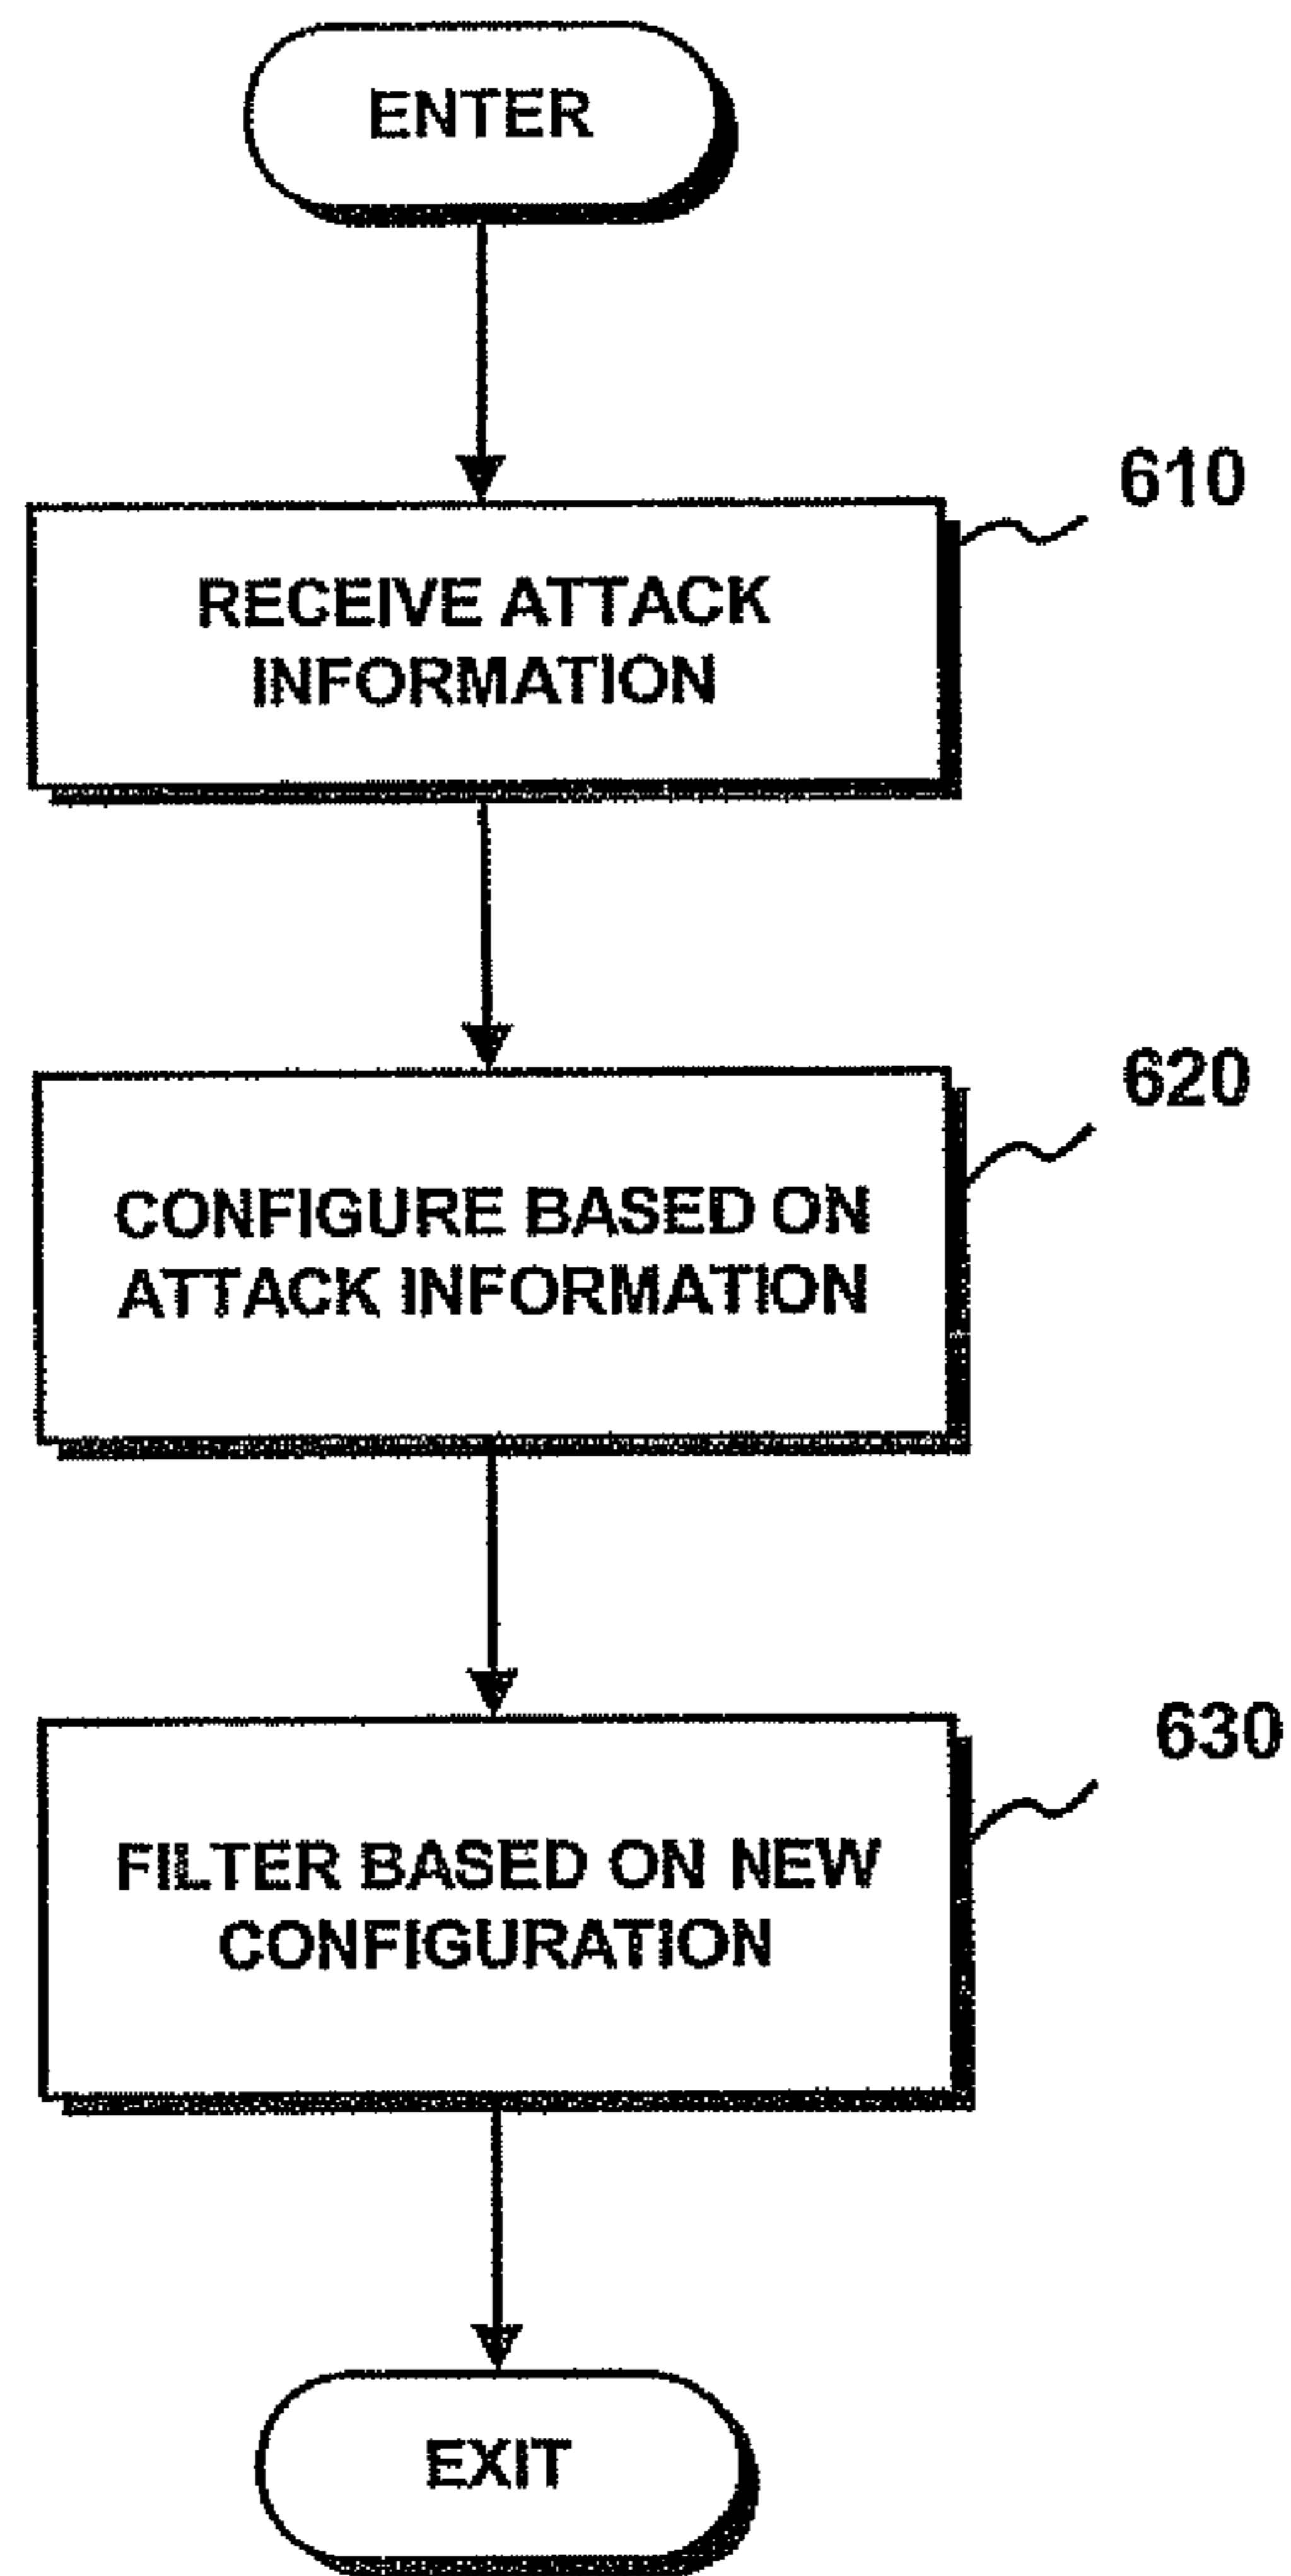 ENTER
610
RECEIVE ATTACK
INFORMATION
620
CONFIGURE BASED ON
ATTACK INFORMATION
630
FILTER BASED ON NEW
CONFIGURATION
EXIT